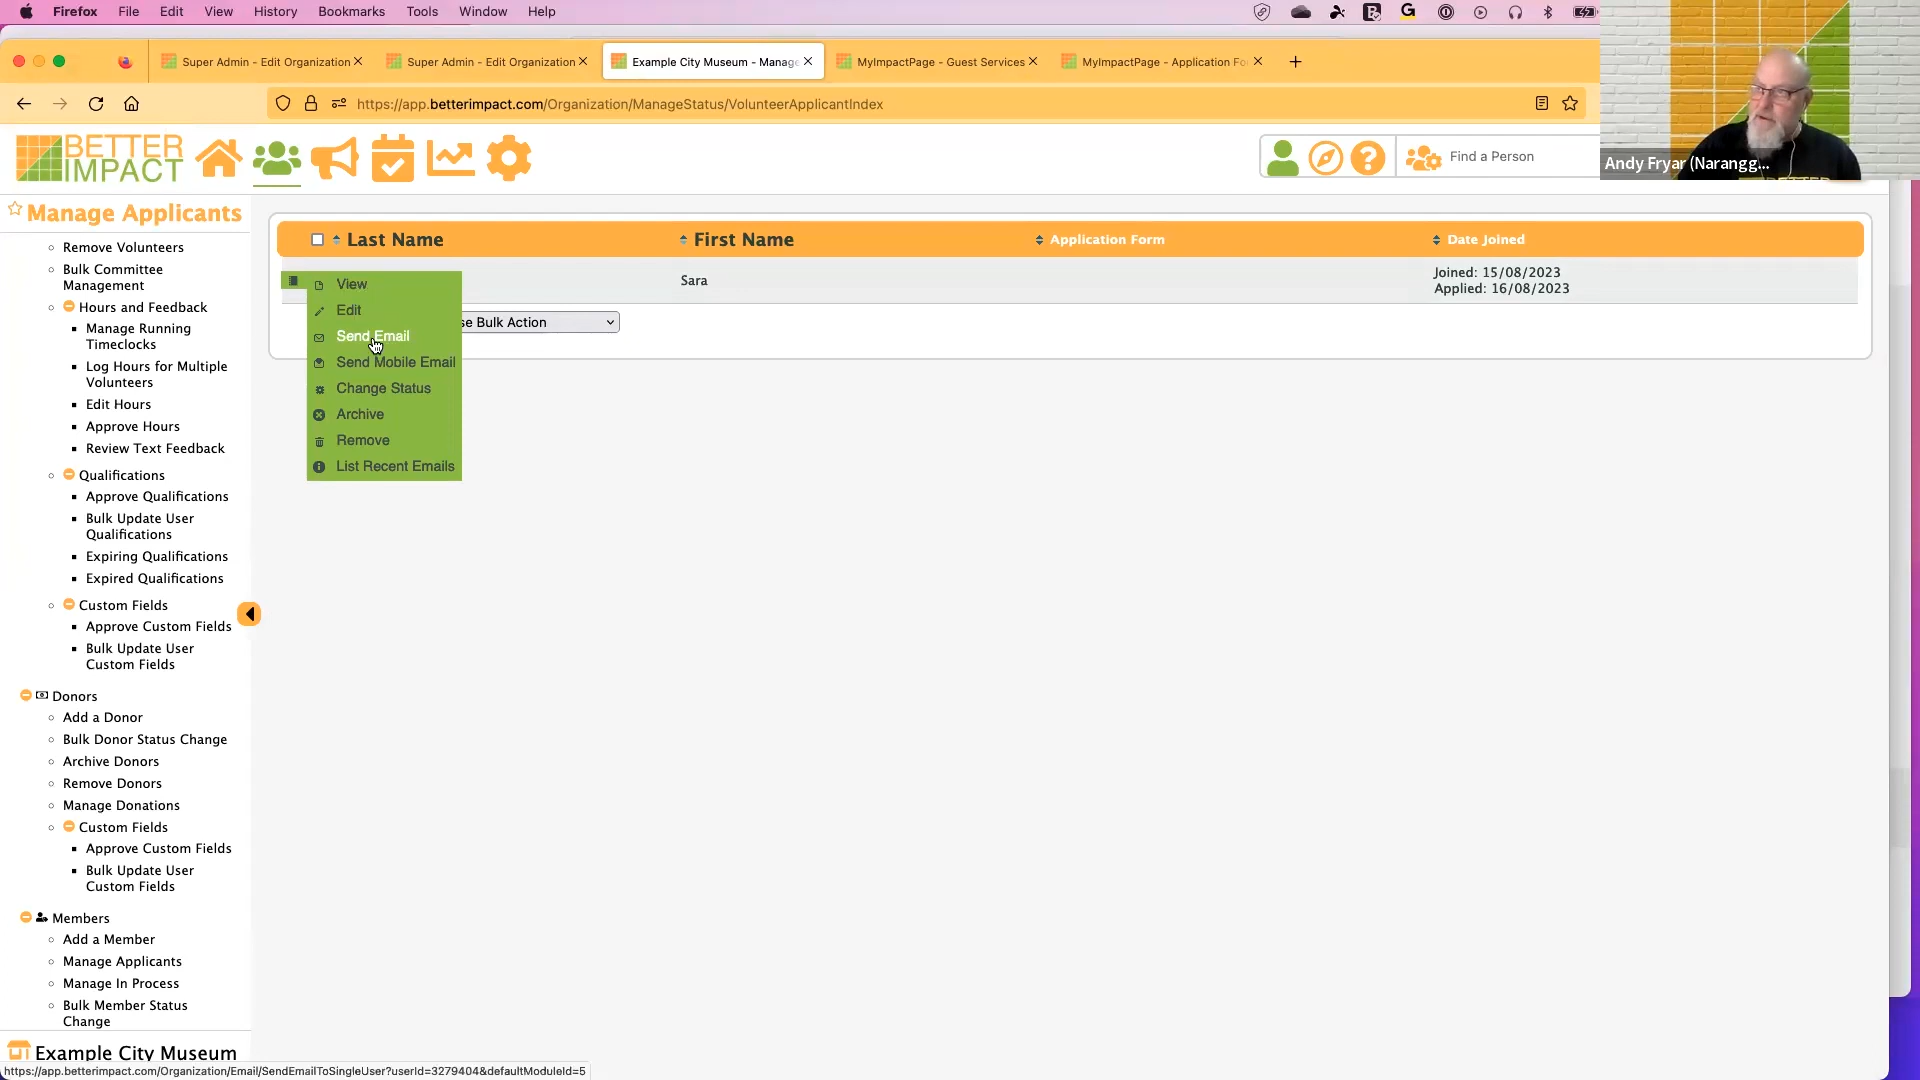 Firefox File Edit View History Bookmarks Tools Window Help
Super Admin - Edit Organization
Super Admin - Edit Organization
Example City Museum - Manage
MyImpactPage - Guest Services
MyImpactPage - Application Fo
https://app.betterimpact.com/Organization/ManageStatus/VolunteerApplicantIndex
BETTER
IMPACT
Find a Person
Andy Fryar (Narangg...
Manage Applicants
Remove Volunteers
Bulk Committee
Management
Hours and Feedback
Manage Running
Timeclocks
Log Hours for Multiple
Volunteers
Edit Hours
Approve Hours
Review Text Feedback
Qualifications
Approve Qualifications
Bulk Update User
Qualifications
Expiring Qualifications
Expired Qualifications
Custom Fields
Approve Custom Fields
Bulk Update User
Custom Fields
Donors
Add a Donor
Bulk Donor Status Change
Archive Donors
Remove Donors
Manage Donations
Custom Fields
Approve Custom Fields
Bulk Update User
Custom Fields
Members
Add a Member
Manage Applicants
Manage In Process
Bulk Member Status
Change
Example City Museum
https://app.betterimpact.com/Organization/Email/SendEmailToSingleUser?userId=3279404&defaultModuleId=5
Last Name First Name Application Form Date Joined
Sara
Joined: 15/08/2023
Applied: 16/08/2023
se Bulk Action
View
Edit
Send Email
Send Mobile Email
Change Status
Archive
Remove
List Recent Emails